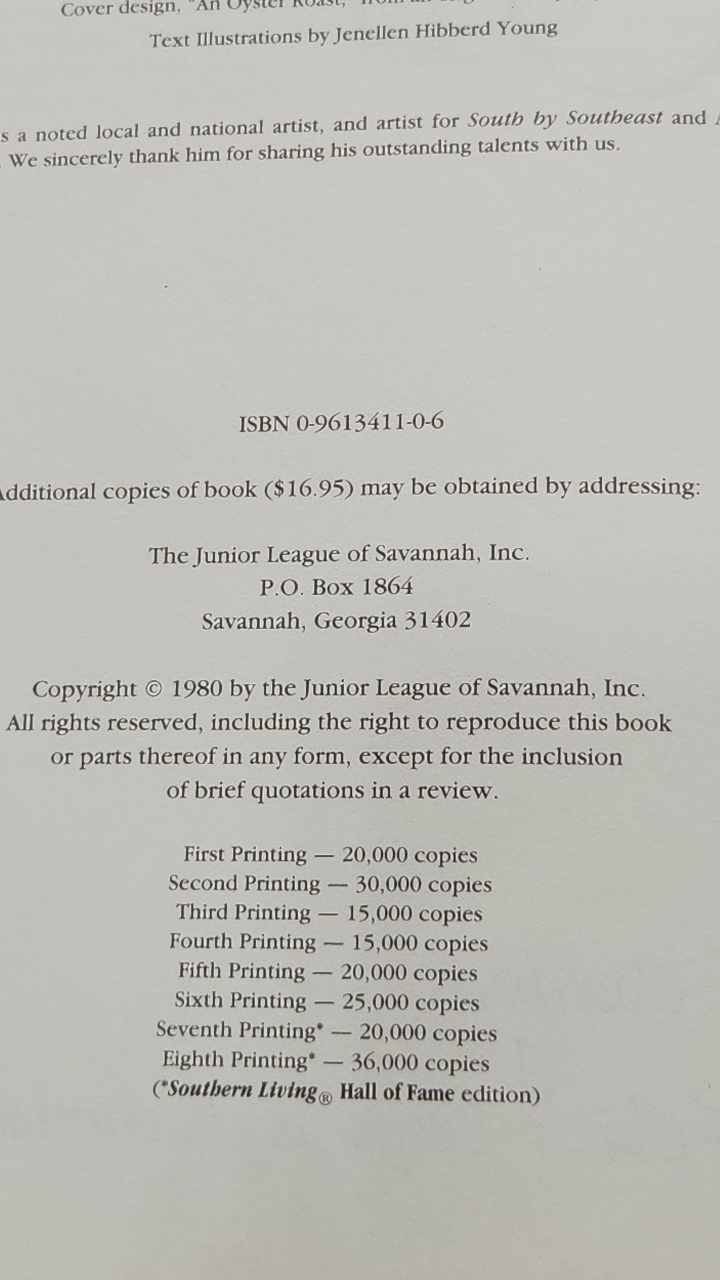 Cover design, "An Oyster Roast,"
Text Illustrations by Jenellen Hibberd Young
s a noted local and national artist, and artist for South by Southeast and
. We sincerely thank him for sharing his outstanding talents with us.
ISBN 0-9613411-0-6
Additional copies of book ($16.95) may be obtained by addressing:
The Junior League of Savannah, Inc.
P.O. Box 1864
Savannah, Georgia 31402
Copyright © 1980 by the Junior League of Savannah, Inc.
All rights reserved, including the right to reproduce this book
or parts thereof in any form, except for the inclusion
of brief quotations in a review.
First Printing — 20,000 copies
Second Printing — 30,000 copies
Third Printing — 15,000 copies
Fourth Printing — 15,000 copies
Fifth Printing — 20,000 copies
Sixth Printing — 25,000 copies
Seventh Printing* — 20,000 copies
Eighth Printing* — 36,000 copies
(*Southern Living® Hall of Fame edition)